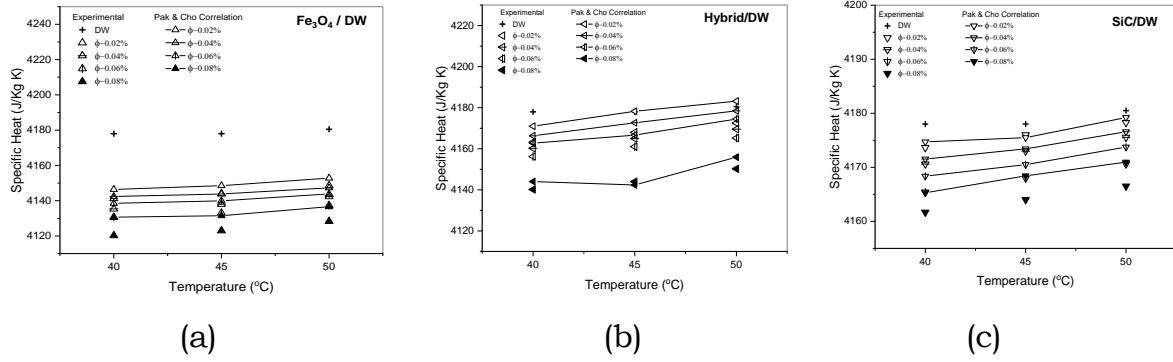 Experimental Pak & Cho Correlation Fe₃O₄ / DW
DW ϕ–0.02%
ϕ–0.02% ϕ–0.04%
ϕ–0.04% ϕ–0.06%
ϕ–0.06% ϕ–0.08%
ϕ–0.08%
Specific Heat (J/Kg K)
4240
4220
4200
4180
4160
4140
4120
40 45 50
Temperature (°C)
(a)
Experimental Pak & Cho Correlation Hybrid/DW
DW ϕ–0.02%
ϕ–0.02% ϕ–0.04%
ϕ–0.04% ϕ–0.06%
ϕ–0.06% ϕ–0.08%
ϕ–0.08%
Specific Heat (J/Kg K)
4220
4200
4180
4160
4140
4120
4110
40 45 50
Temperature (°C)
(b)
Experimental Pak & Cho Correlation SiC/DW
DW ϕ–0.02%
ϕ–0.02% ϕ–0.04%
ϕ–0.04% ϕ–0.06%
ϕ–0.06% ϕ–0.08%
ϕ–0.08%
Specific Heat (J/Kg K)
4200
4190
4180
4170
4160
40 45 50
Temperature (°C)
(c)